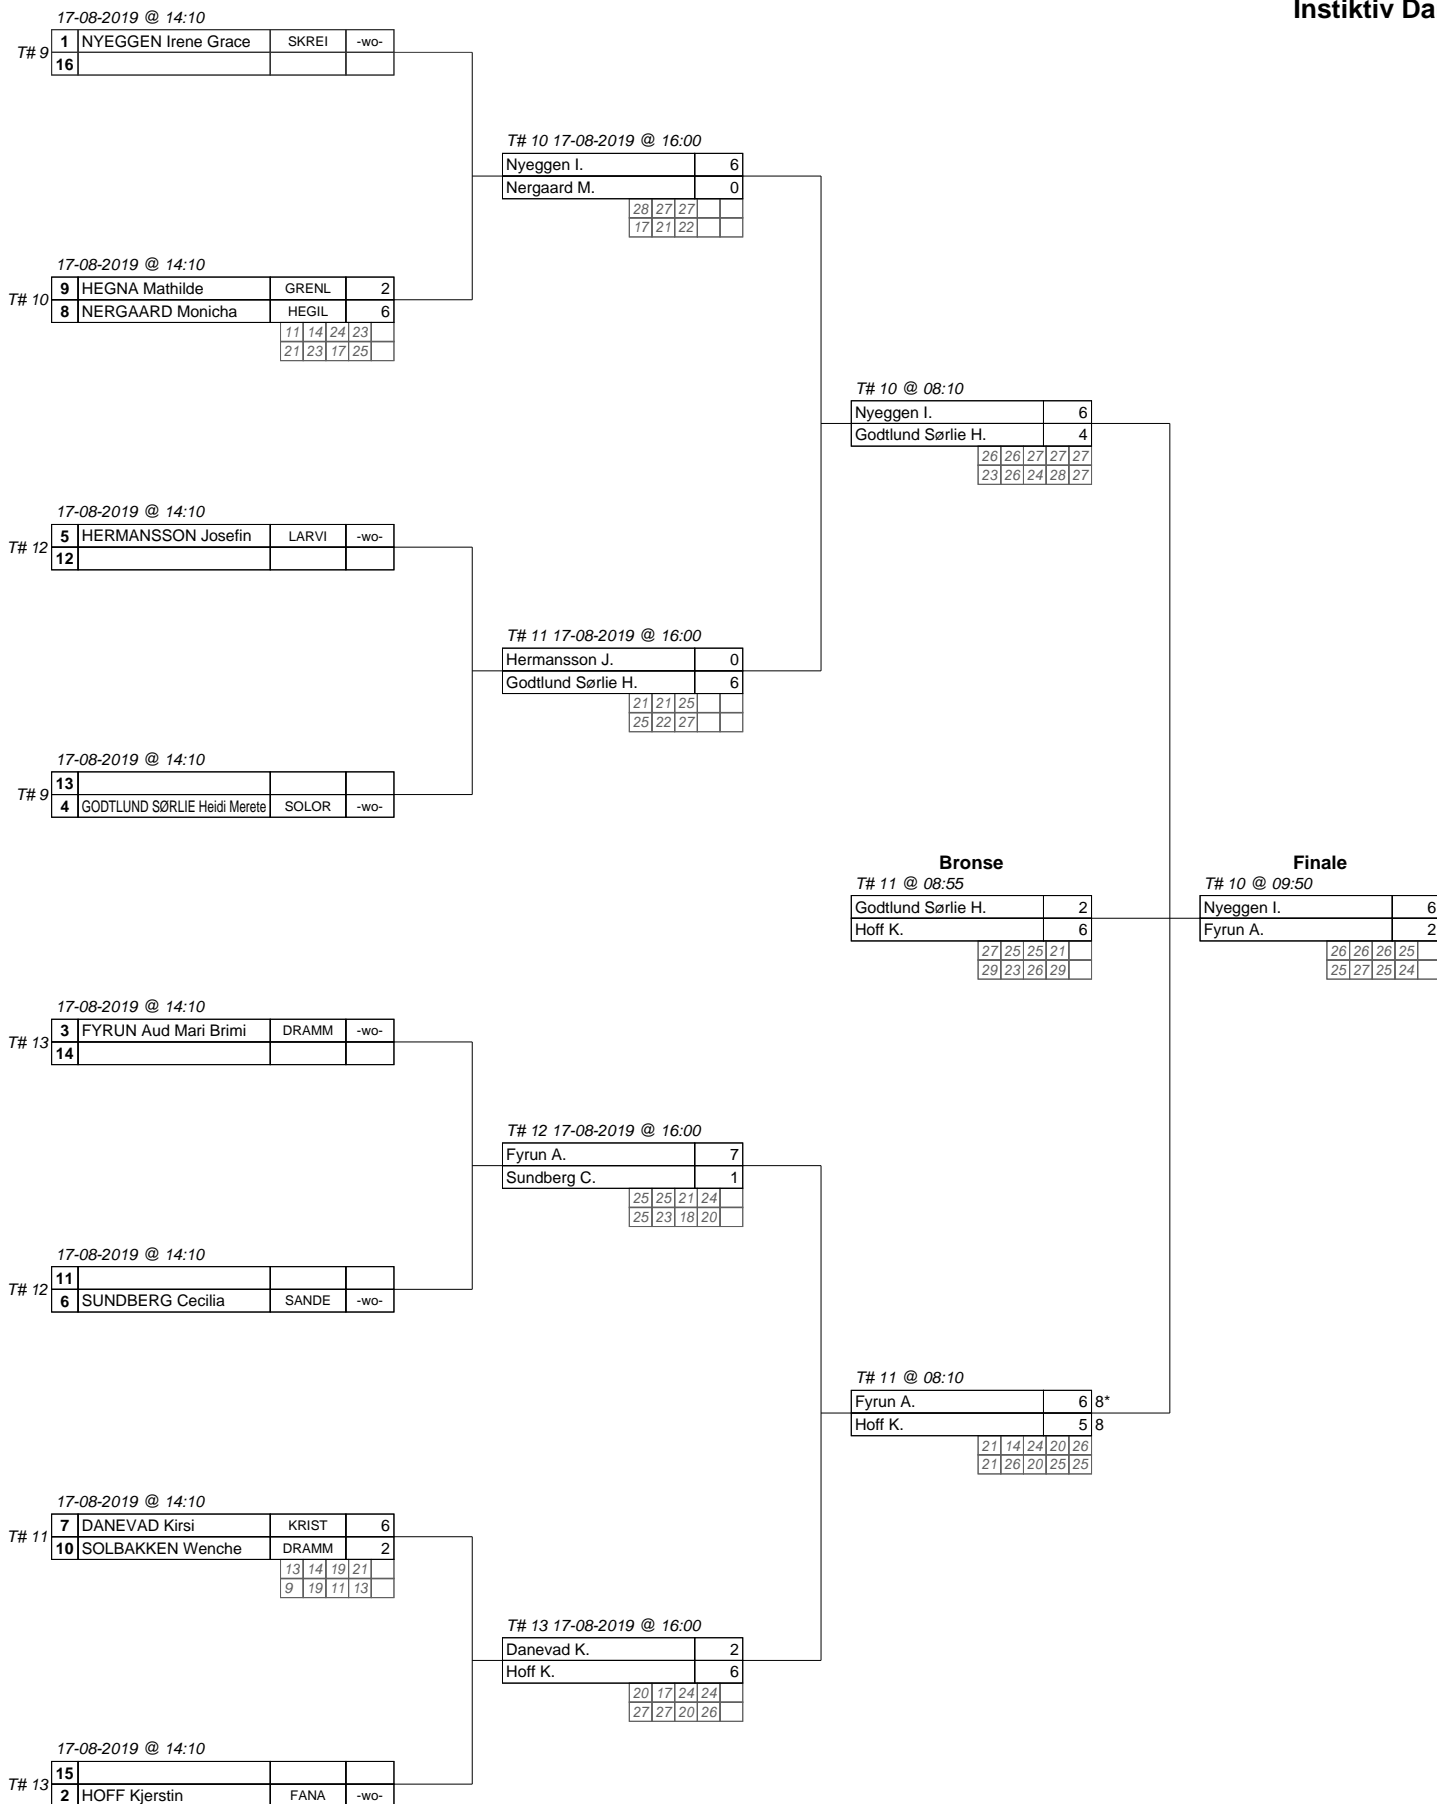 Instiktiv Da
17-08-2019 @ 14:10
T# 9
1 NYEGGEN Irene Grace SKREI -wo-
16
T# 10 17-08-2019 @ 16:00
Nyeggen I. 6
Nergaard M. 0
28 27 27
17 21 22
17-08-2019 @ 14:10
T# 10
9 HEGNA Mathilde GRENL 2
8 NERGAARD Monicha HEGIL 6
11 14 24 23
21 23 17 25
T# 10 @ 08:10
Nyeggen I. 6
Godtlund Sørlie H. 4
26 26 27 27 27
23 26 24 28 27
17-08-2019 @ 14:10
T# 12
5 HERMANSSON Josefin LARVI -wo-
12
T# 11 17-08-2019 @ 16:00
Hermansson J. 0
Godtlund Sørlie H. 6
21 21 25
25 22 27
17-08-2019 @ 14:10
T# 9
13
4 GODTLUND SØRLIE Heidi Merete SOLOR -wo-
Bronse
T# 11 @ 08:55
Godtlund Sørlie H. 2
Hoff K. 6
27 25 25 21
29 23 26 29
Finale
T# 10 @ 09:50
Nyeggen I. 6
Fyrun A. 2
26 26 26 25
25 27 25 24
17-08-2019 @ 14:10
T# 13
3 FYRUN Aud Mari Brimi DRAMM -wo-
14
T# 12 17-08-2019 @ 16:00
Fyrun A. 7
Sundberg C. 1
25 25 21 24
25 23 18 20
17-08-2019 @ 14:10
T# 12
11
6 SUNDBERG Cecilia SANDE -wo-
T# 11 @ 08:10
Fyrun A. 6 8*
Hoff K. 5 8
21 14 24 20 26
21 26 20 25 25
17-08-2019 @ 14:10
T# 11
7 DANEVAD Kirsi KRIST 6
10 SOLBAKKEN Wenche DRAMM 2
13 14 19 21
9 19 11 13
T# 13 17-08-2019 @ 16:00
Danevad K. 2
Hoff K. 6
20 17 24 24
27 27 20 26
17-08-2019 @ 14:10
T# 13
15
2 HOFF Kjerstin FANA -wo-